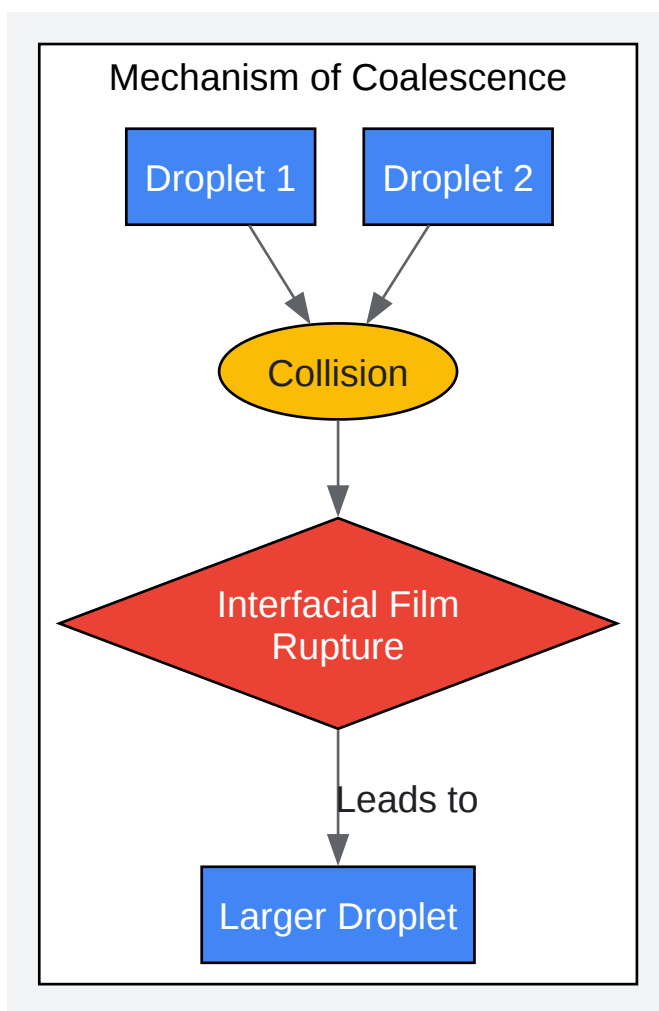 Mechanism of Coalescence
Droplet 1
Droplet 2
Collision
Interfacial Film
Rupture
Leads to
Larger Droplet